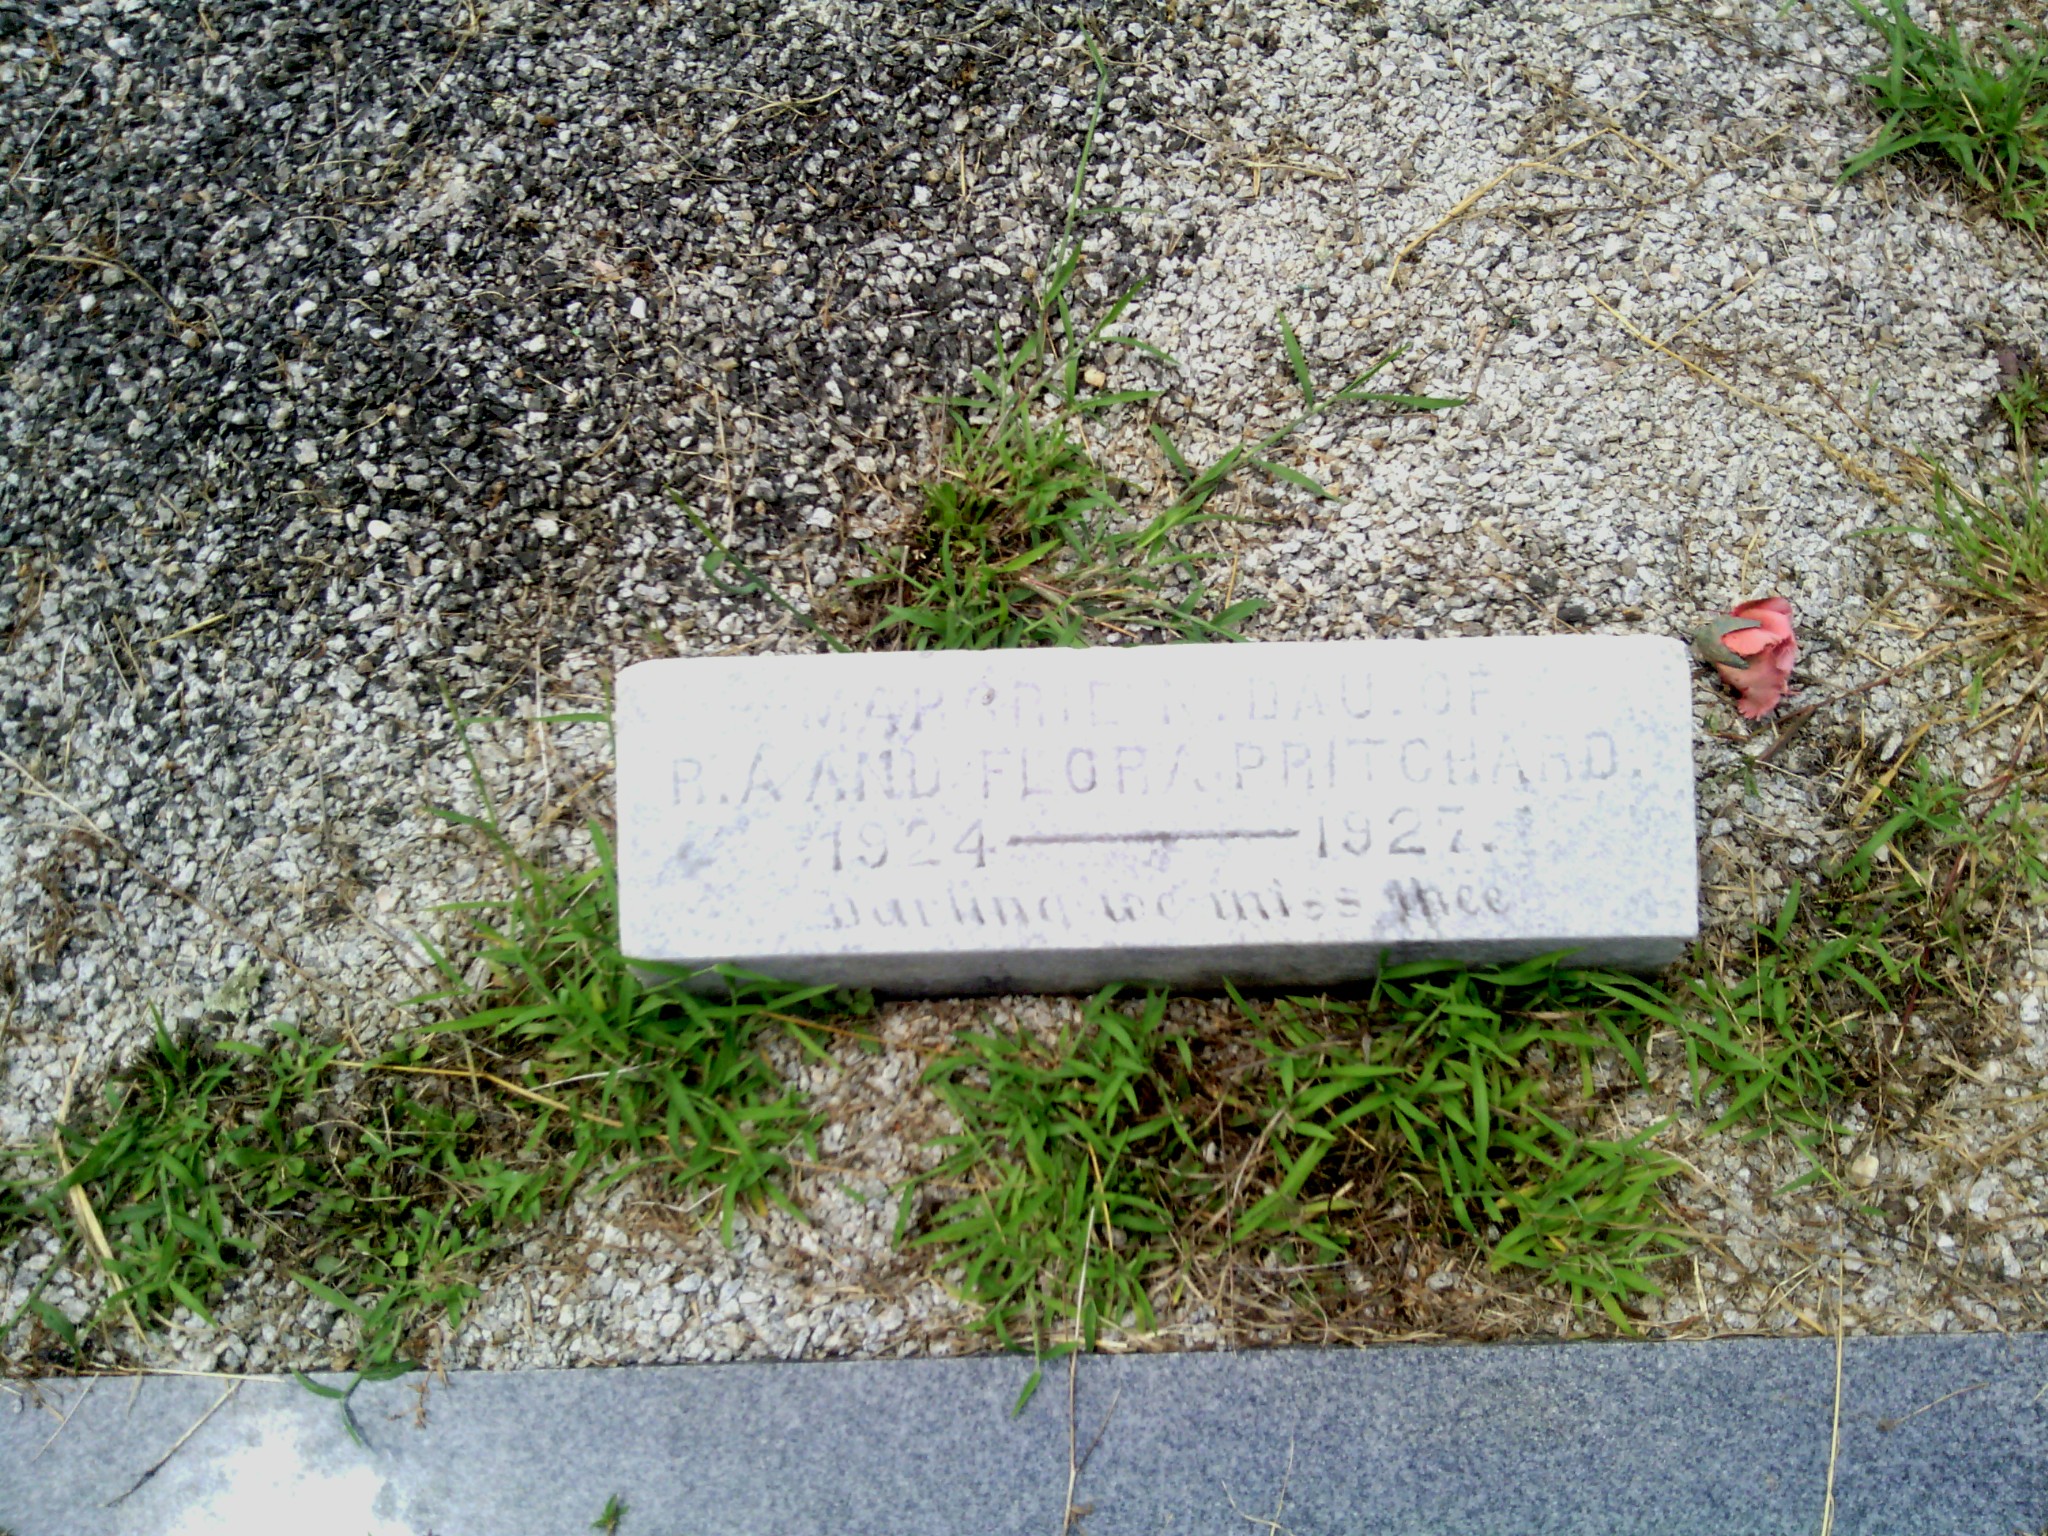 MARGRIE N. DAU. OF
R.A AND FLORA PRITCHARD.
1924 — 1927.
Darling we miss thee